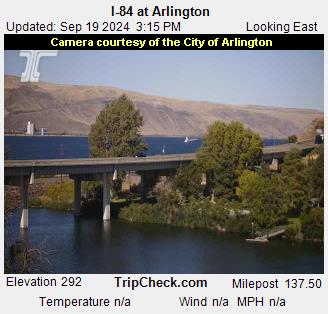 I-84 at Arlington
Updated: Sep 19 2024 3:15 PM Looking East
Camera courtesy of the City of Arlington
Elevation 292 TripCheck.com Milepost 137.50
Temperature n/a Wind n/a MPH n/a